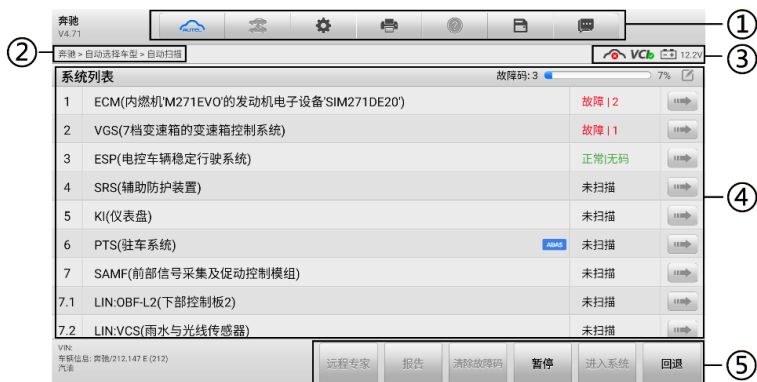 奔驰
V4.71
AUTO
①
② 奔驰 > 自动选择车型 > 自动扫描
VCI 12.2V ③
系统列表 故障码: 3 7%
1 ECM(内燃机'M271EVO'的发动机电子设备'SIM271DE20') 故障 | 2
2 VGS(7档变速箱的变速箱控制系统) 故障 | 1
3 ESP(电控车辆稳定行驶系统) 正常|无码
4 SRS(辅助防护装置) 未扫描
④
5 KI(仪表盘) 未扫描
6 PTS(驻车系统) ADAS 未扫描
7 SAMF(前部信号采集及促动控制模组) 未扫描
7.1 LIN:OBF-L2(下部控制板2) 未扫描
7.2 LIN:VCS(雨水与光线传感器) 未扫描
VIN:
车辆信息: 奔驰/212.147 E (212)
汽油
远程专家 报告 清除故障码 暂停 进入系统 回退 ⑤